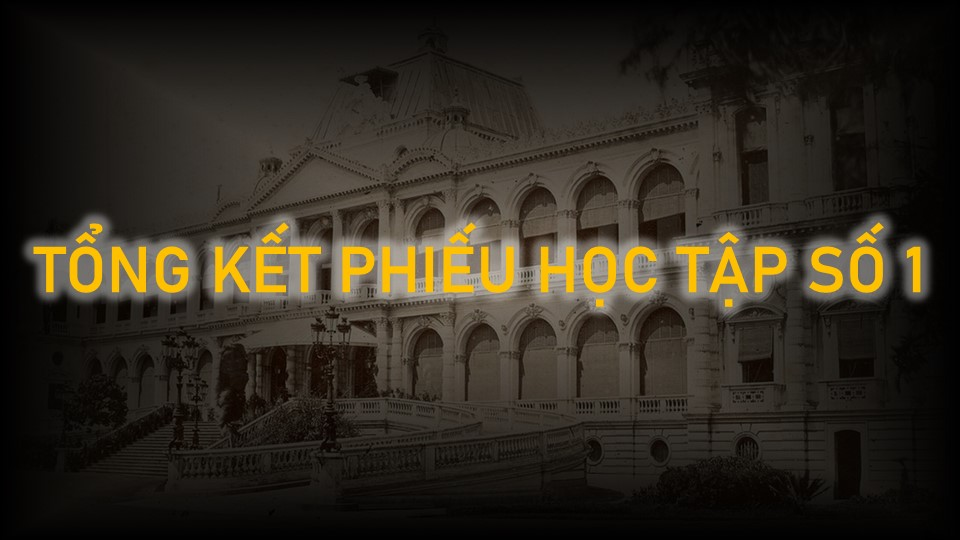 TỔNG KẾT PHIẾU HỌC TẬP SỐ 1